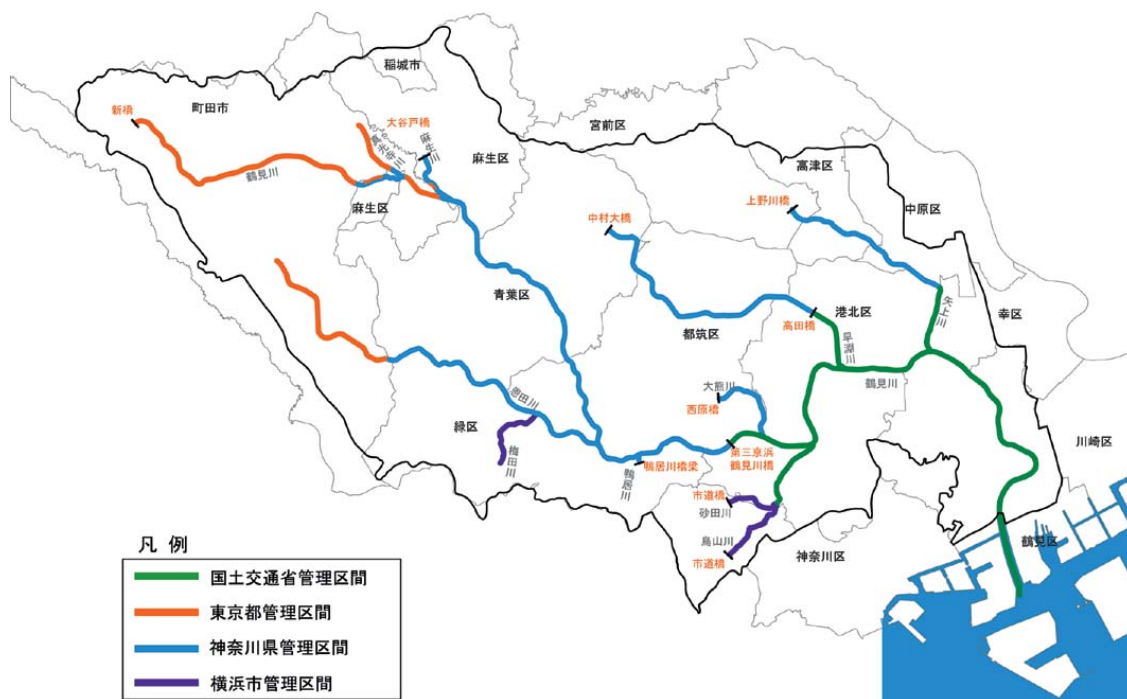 稲城市
町田市
新橋
大谷戸橋
麻生川
真光寺川
麻生区
宮前区
高津区
鶴見川
麻生区
中村大橋
上野川橋
中原区
青葉区
都筑区
高田橋
港北区
矢上川
幸区
早淵川
鶴見川
恩田川
大熊川
西原橋
緑区
梅田川
鴨居川橋梁
鴨居川
第三京浜
鶴見川橋
川崎区
市道橋
砂田川
鳥山川
市道橋
神奈川区
鶴見区
凡 例
国土交通省管理区間
東京都管理区間
神奈川県管理区間
横浜市管理区間